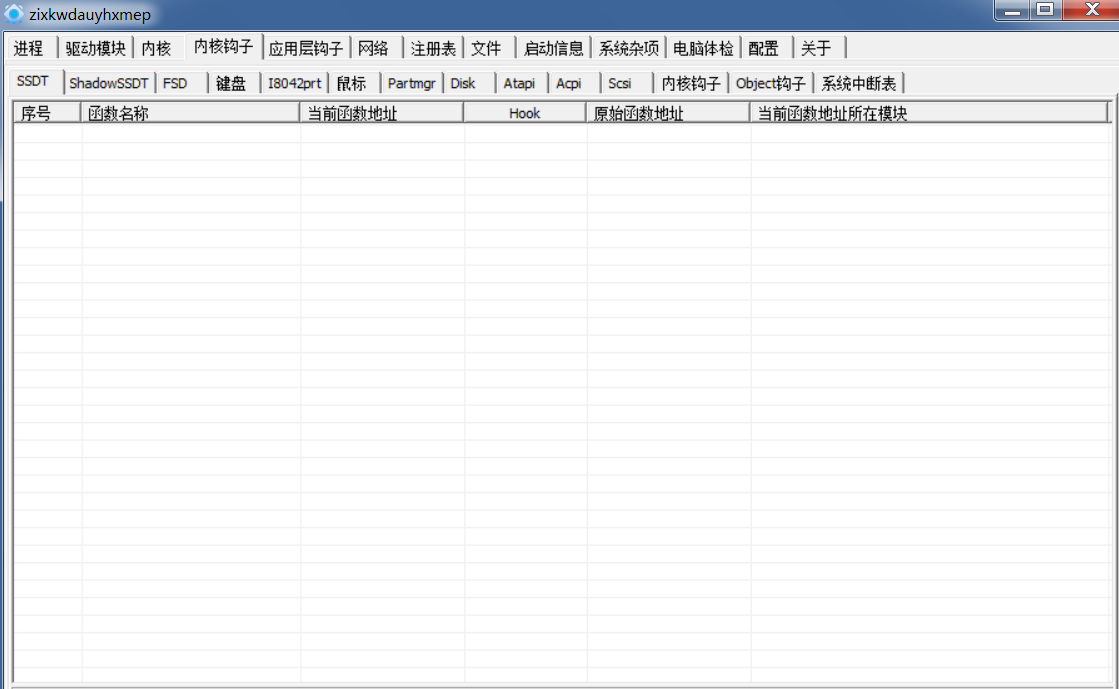 zixkwdauyhxmep
进程 驱动模块 内核 内核钩子 应用层钩子 网络 注册表 文件 启动信息 系统杂项 电脑体检 配置 关于
SSDT ShadowSSDT FSD 键盘 I8042prt 鼠标 Partmgr Disk Atapi Acpi Scsi 内核钩子 Object钩子 系统中断表
序号 函数名称 当前函数地址 Hook 原始函数地址 当前函数地址所在模块